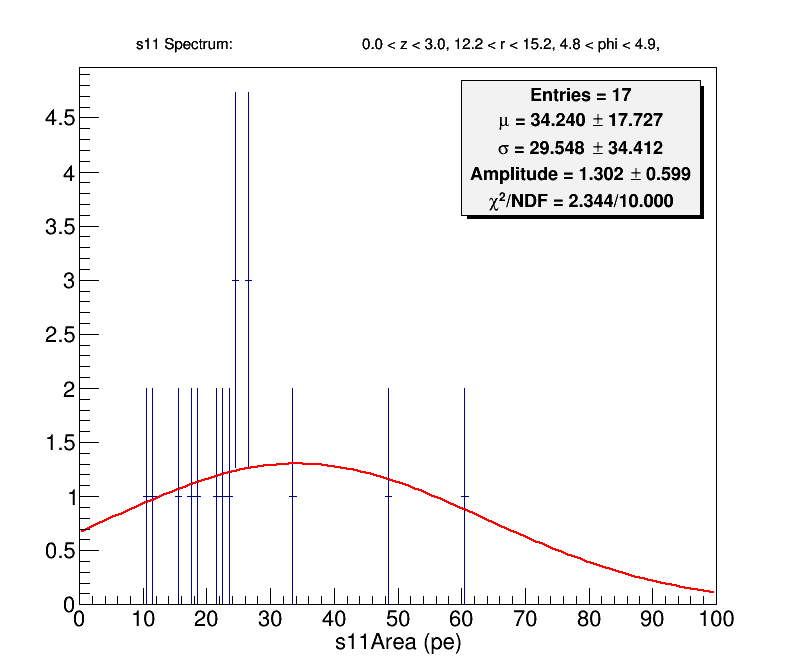 s11 Spectrum: 0.0 < z < 3.0, 12.2 < r < 15.2, 4.8 < phi < 4.9,
Entries = 17
μ = 34.240 ± 17.727
σ = 29.548 ± 34.412
Amplitude = 1.302 ± 0.599
χ²/NDF = 2.344/10.000
4.5
4
3.5
3
2.5
2
1.5
1
0.5
0
0 10 20 30 40 50 60 70 80 90 100
s11Area (pe)